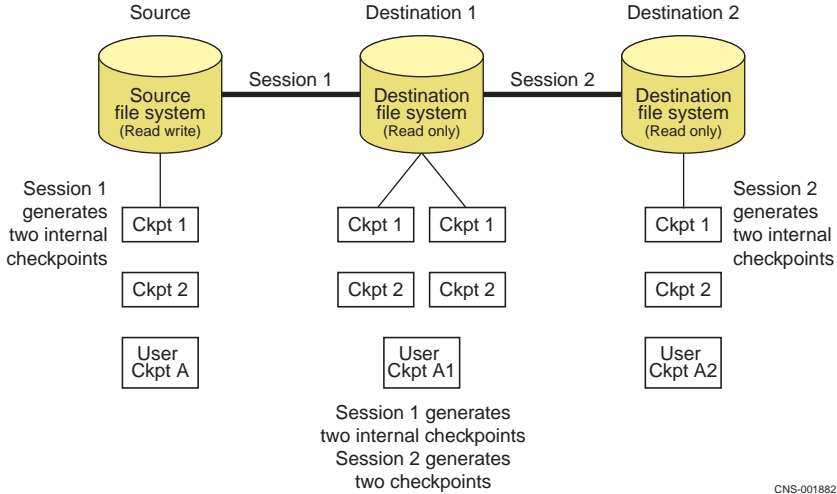 Source
Destination 1
Destination 2
Session 1
Session 2
Source
file system
(Read write)
Destination
file system
(Read only)
Destination
file system
(Read only)
Session 1
generates
two internal
checkpoints
Ckpt 1
Ckpt 1
Ckpt 1
Ckpt 1
Session 2
generates
two internal
checkpoints
Ckpt 2
Ckpt 2
Ckpt 2
Ckpt 2
User
Ckpt A
User
Ckpt A1
User
Ckpt A2
Session 1 generates
two internal checkpoints
Session 2 generates
two checkpoints
CNS-001882